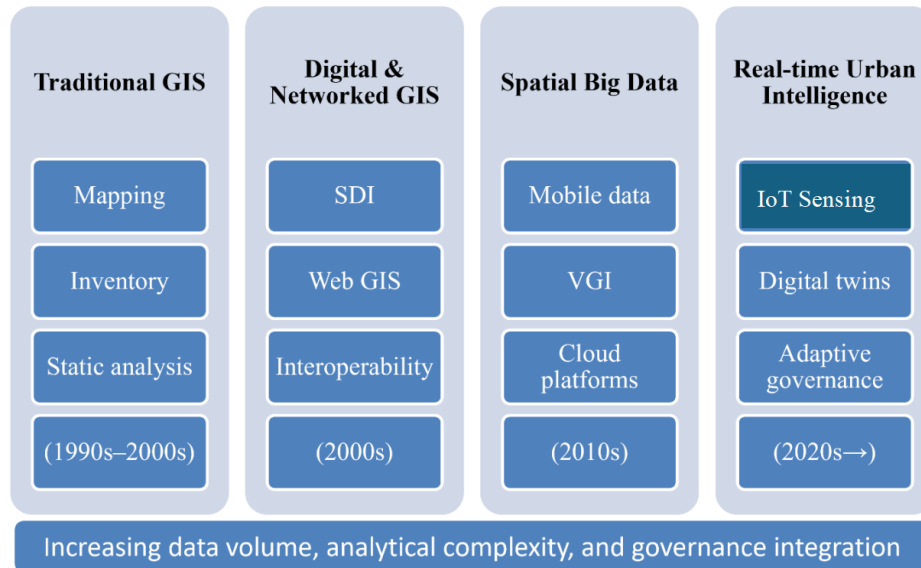 Traditional GIS
Mapping
Inventory
Static analysis
(1990s–2000s)
Digital &
Networked GIS
SDI
Web GIS
Interoperability
(2000s)
Spatial Big Data
Mobile data
VGI
Cloud
platforms
(2010s)
Real-time Urban
Intelligence
IoT Sensing
Digital twins
Adaptive
governance
(2020s→)
Increasing data volume, analytical complexity, and governance integration